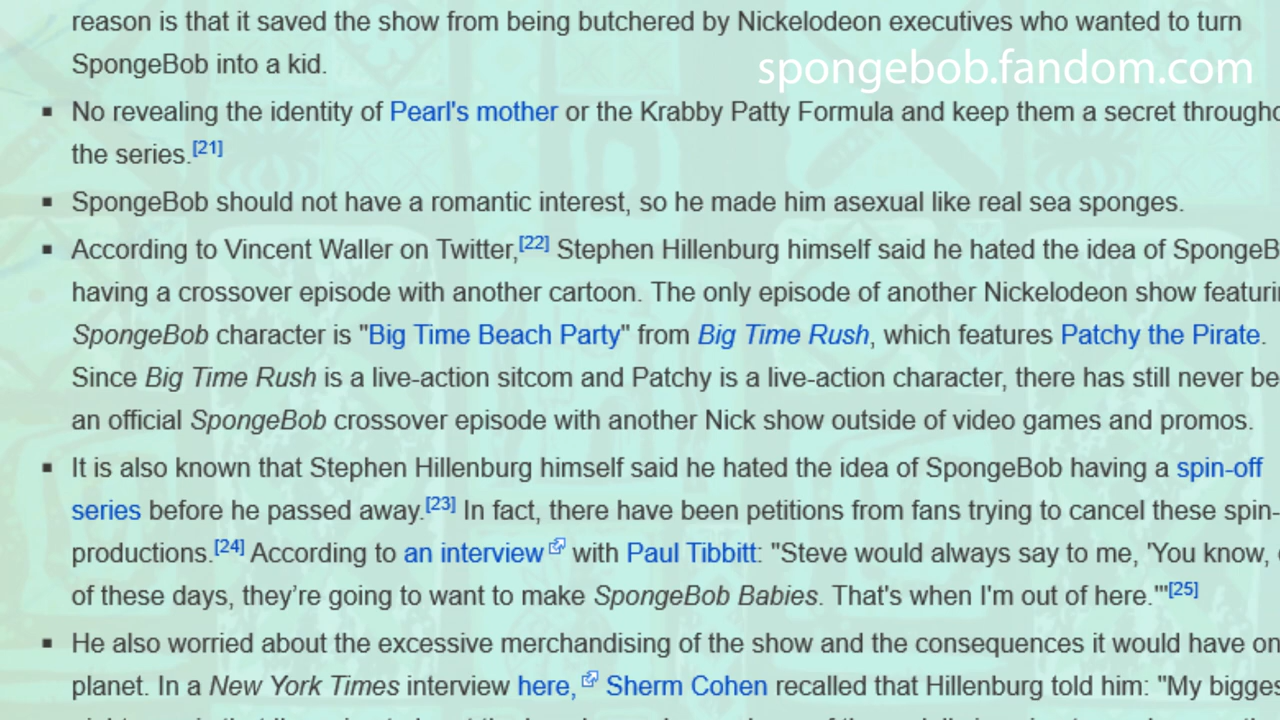 reason is that it saved the show from being butchered by Nickelodeon executives who wanted to turn
SpongeBob into a kid.
spongebob.fandom.com
▪ No revealing the identity of Pearl's mother or the Krabby Patty Formula and keep them a secret
the series.[21]
▪ SpongeBob should not have a romantic interest, so he made him asexual like real sea sponges.
▪ According to Vincent Waller on Twitter,[22] Stephen Hillenburg himself said he hated the idea of
having a crossover episode with another cartoon. The only episode of another Nickelodeon show
SpongeBob character is "Big Time Beach Party" from Big Time Rush, which features Patchy the Pirate.
Since Big Time Rush is a live-action sitcom and Patchy is a live-action character, there has still never
an official SpongeBob crossover episode with another Nick show outside of video games and promos.
▪ It is also known that Stephen Hillenburg himself said he hated the idea of SpongeBob having a spin-off
series before he passed away.[23] In fact, there have been petitions from fans trying to cancel these spin-
productions.[24] According to an interview with Paul Tibbitt: "Steve would always say to me, 'You know,
of these days, they’re going to want to make SpongeBob Babies. That's when I'm out of here.'"[25]
▪ He also worried about the excessive merchandising of the show and the consequences it would have on
planet. In a New York Times interview here, Sherm Cohen recalled that Hillenburg told him: "My